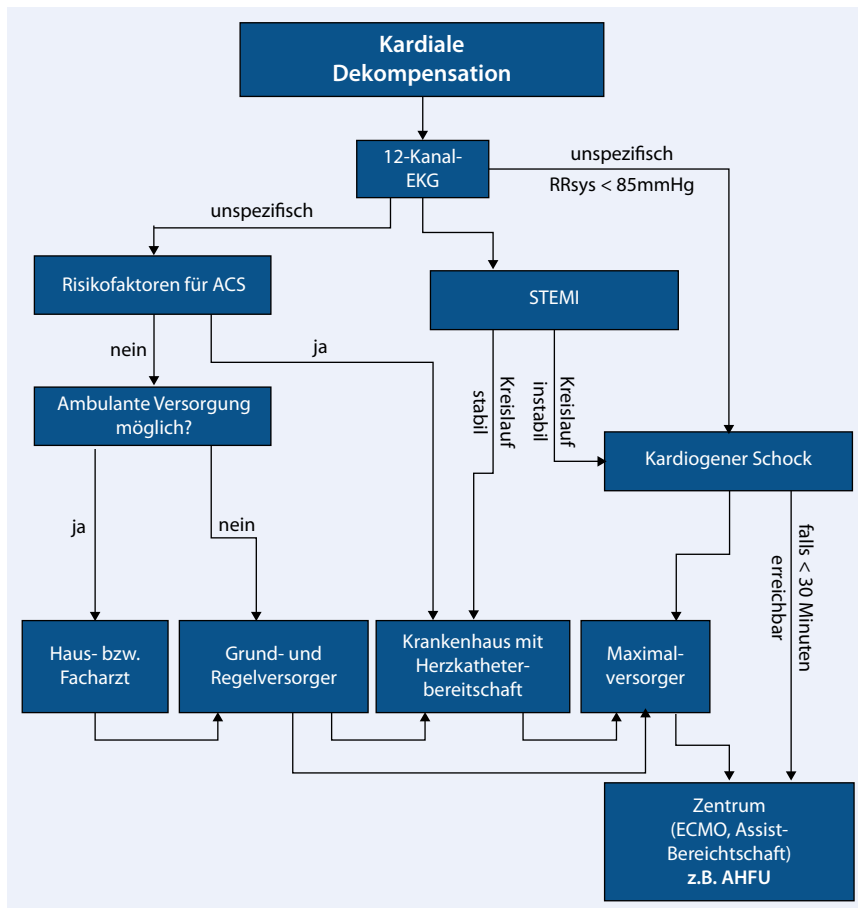 Kardiale
Dekompensation
12-Kanal-
EKG
unspezifisch
RRsys < 85mmHg
unspezifisch
Risikofaktoren für ACS
STEMI
nein
ja
Kreislauf
stabil
Kreislauf
instabil
Ambulante Versorgung
möglich?
Kardiogener Schock
ja
nein
falls < 30 Minuten
erreichbar
Haus- bzw.
Facharzt
Grund- und
Regelversorger
Krankenhaus mit
Herzkatheter-
bereitschaft
Maximal-
versorger
Zentrum
(ECMO, Assist-
Bereichtschaft)
z.B. AHFU